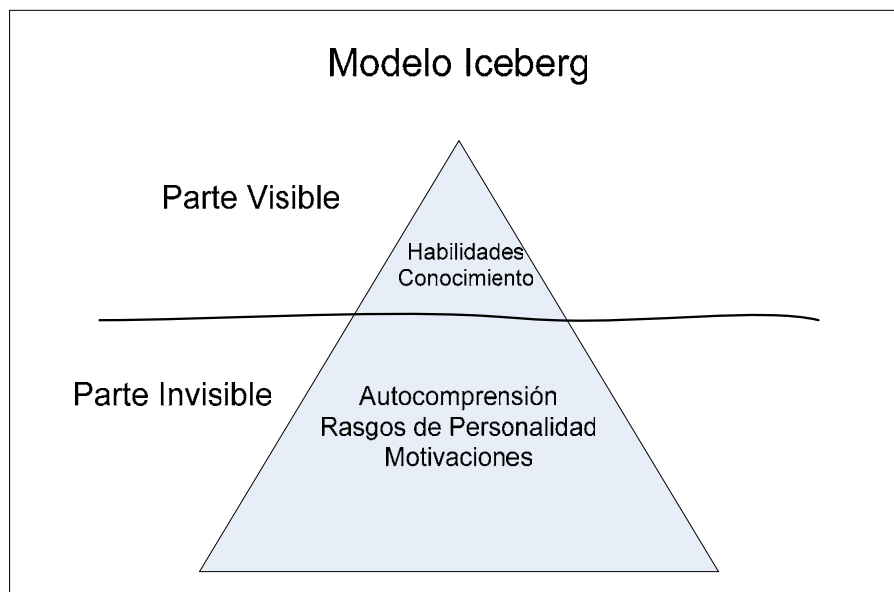 Modelo Iceberg
Parte Visible
Habilidades
Conocimiento
Parte Invisible
Autocomprensión
Rasgos de Personalidad
Motivaciones